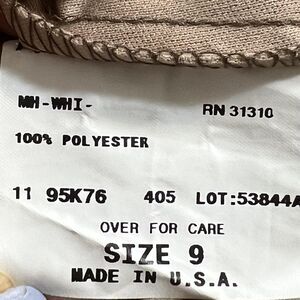 MH-WHI- RN 31310
100% POLYESTER
11 95K76 405 LOT:53844A
OVER FOR CARE
SIZE 9
MADE IN U.S.A.